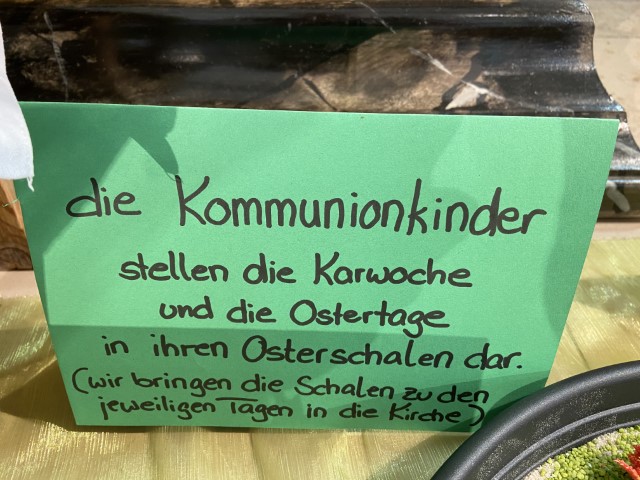 die Kommunionkinder
stellen die Karwoche
und die Ostertage
in ihren Osterschalen dar.
(wir bringen die Schalen zu den
jeweiligen Tagen in die Kirche)